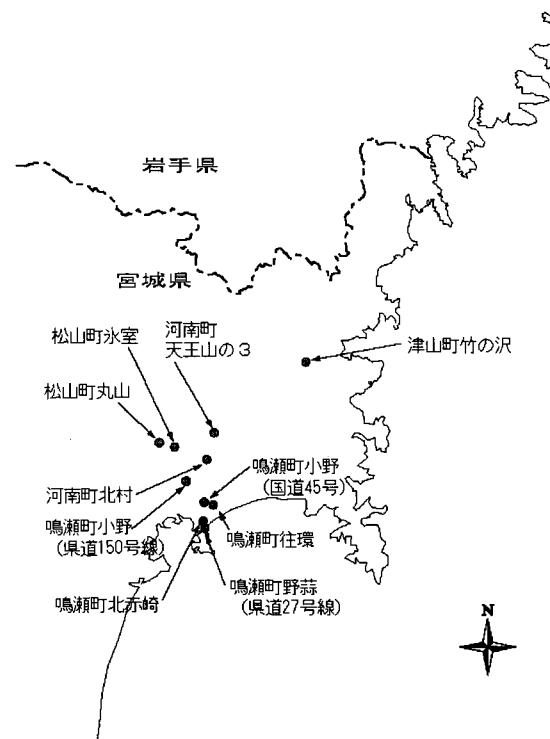 岩手県
宮城県
松山町氷室
河南町
天王山の3
津山町竹の沢
松山町丸山
河南町北村
鳴瀬町小野
(国道45号)
鳴瀬町小野
(県道150号線)
鳴瀬町往環
鳴瀬町北赤崎
鳴瀬町野蒜
(県道27号線)
N